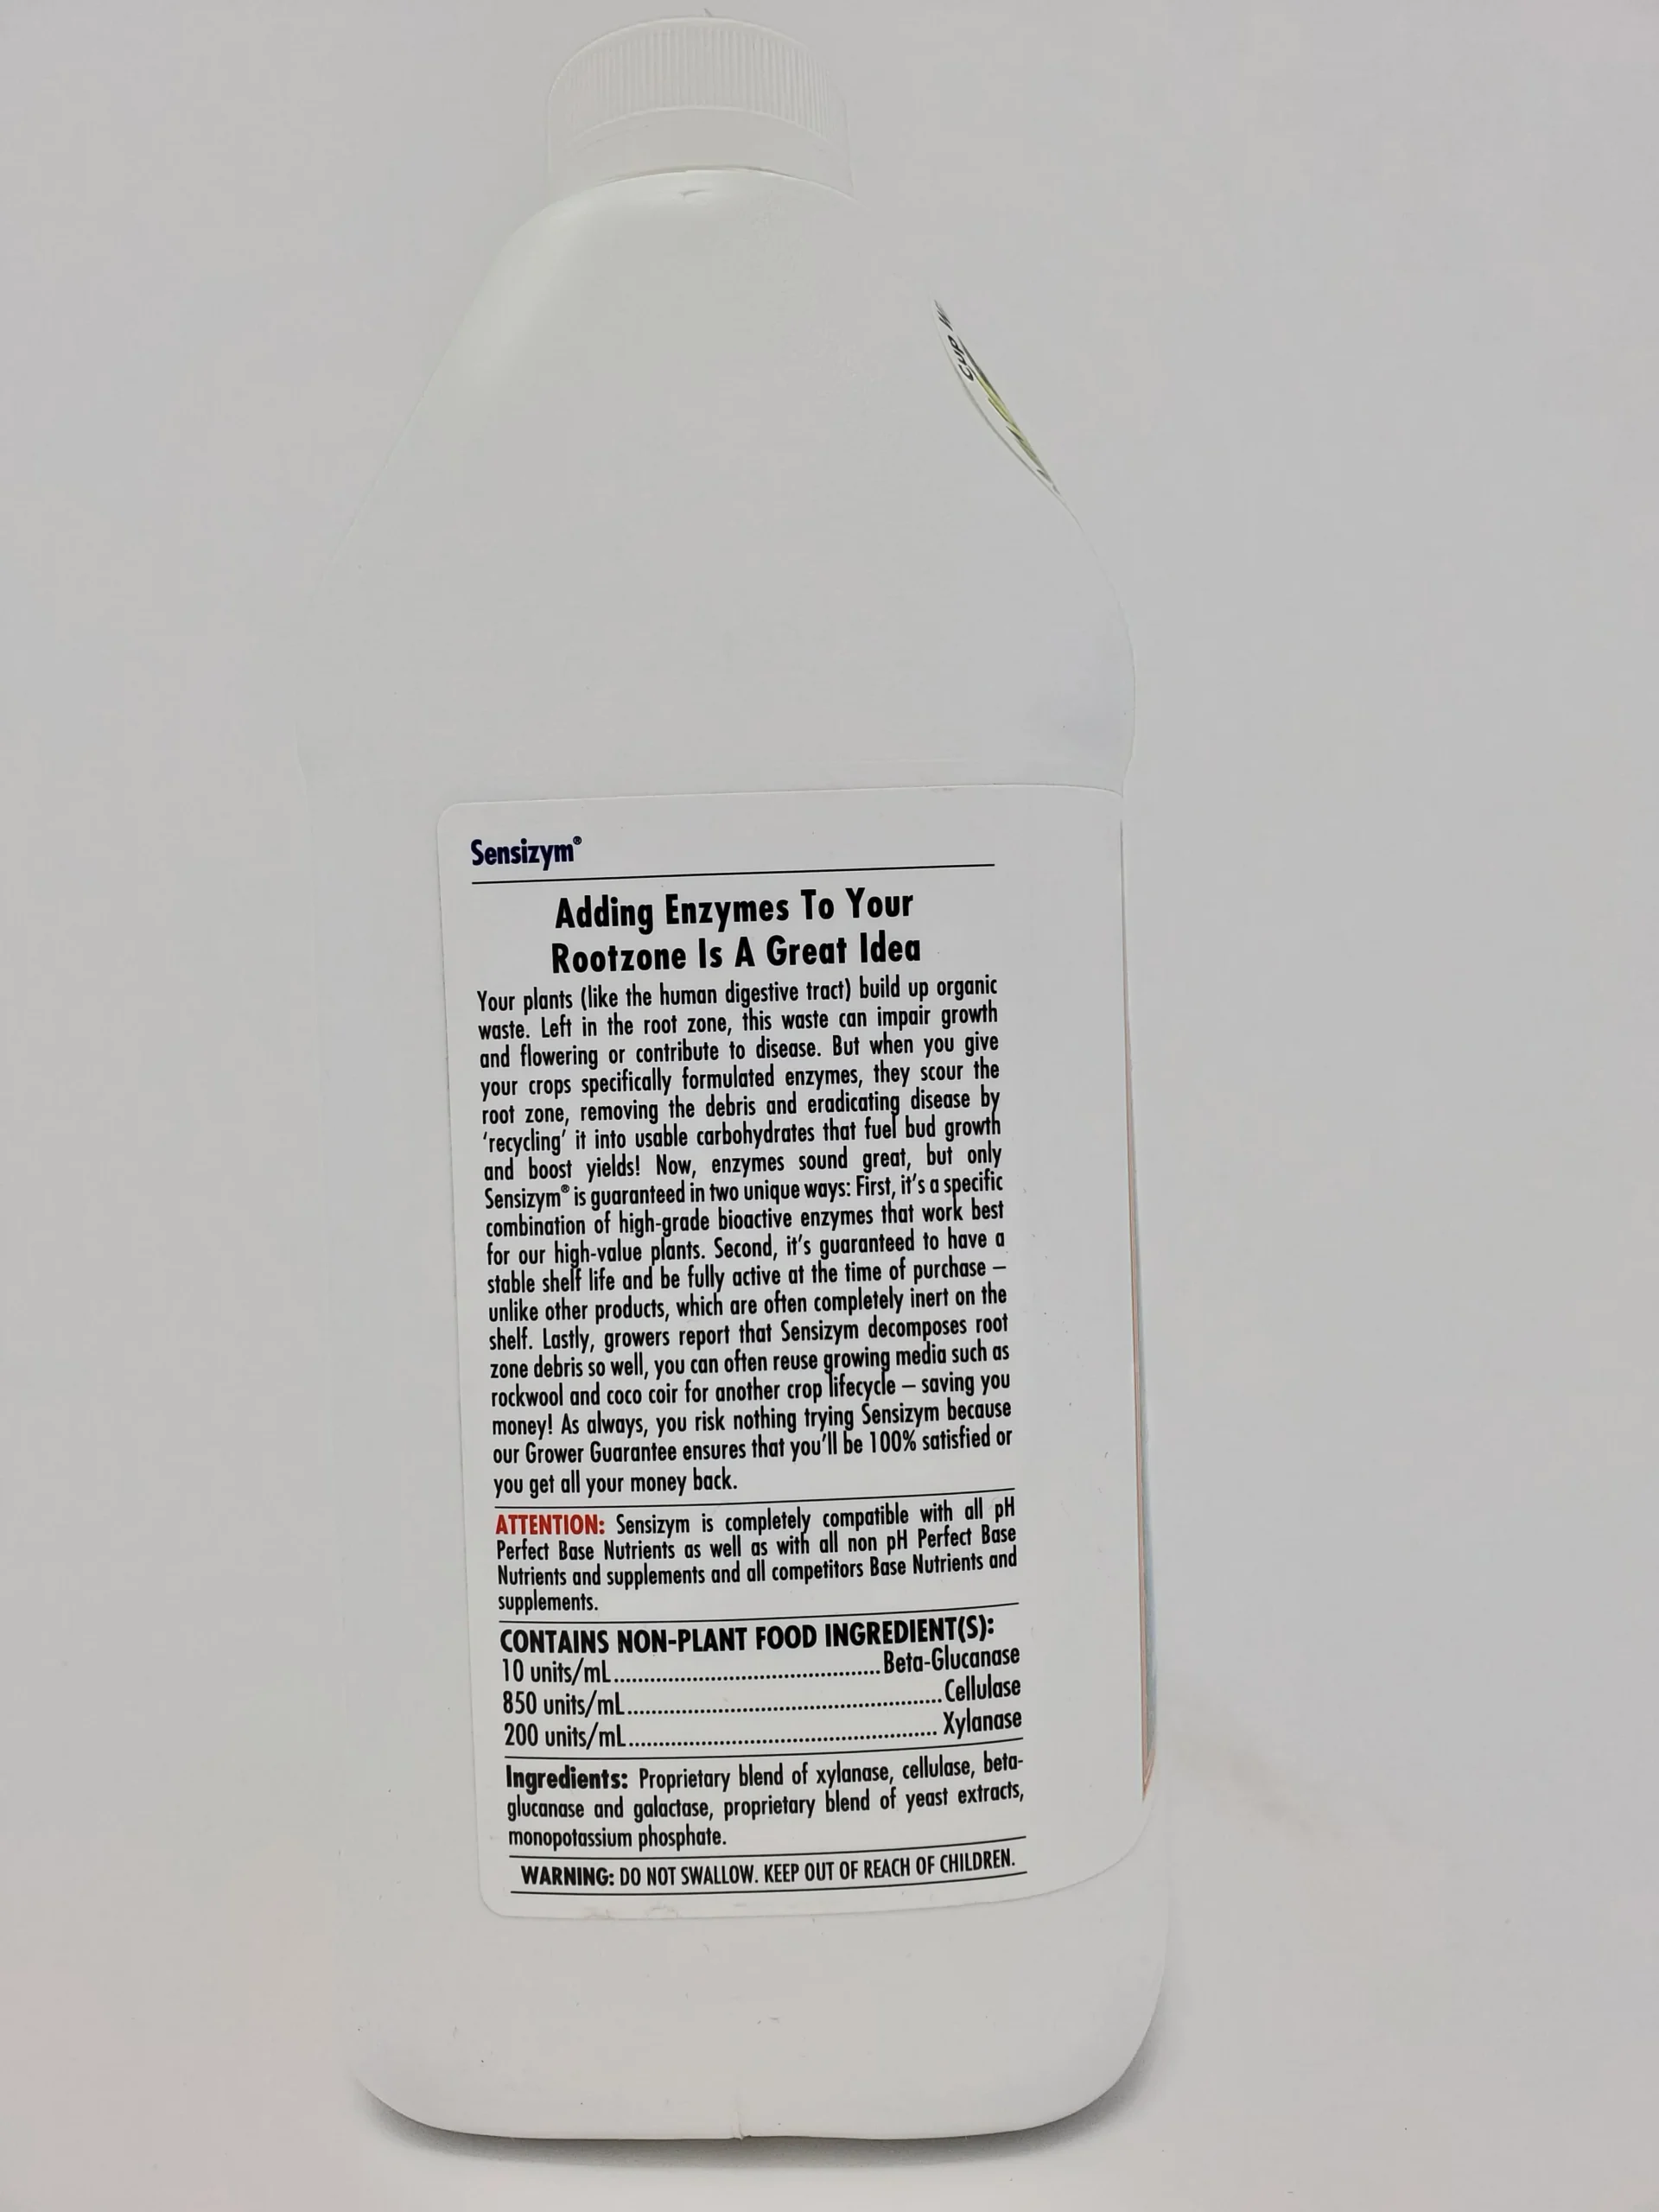 Cup W
Sensizym®
Adding Enzymes To Your
Rootzone Is A Great Idea
Your plants (like the human digestive tract) build up organic
waste. Left in the root zone, this waste can impair growth
and flowering or contribute to disease. But when you give
your crops specifically formulated enzymes, they scour the
root zone, removing the debris and eradicating disease by
‘recycling’ it into usable carbohydrates that fuel bud growth
and boost yields! Now, enzymes sound great, but only
Sensizym® is guaranteed in two unique ways: First, it’s a specific
combination of high-grade bioactive enzymes that work best
for our high-value plants. Second, it’s guaranteed to have a
stable shelf life and be fully active at the time of purchase –
unlike other products, which are often completely inert on the
shelf. Lastly, growers report that Sensizym decomposes root
zone debris so well, you can often reuse growing media such as
rockwool and coco coir for another crop lifecycle – saving you
money! As always, you risk nothing trying Sensizym because
our Grower Guarantee ensures that you’ll be 100% satisfied or
you get all your money back.
ATTENTION: Sensizym is completely compatible with all pH
Perfect Base Nutrients as well as with all non pH Perfect Base
Nutrients and supplements and all competitors Base Nutrients and
supplements.
CONTAINS NON-PLANT FOOD INGREDIENT(S):
10 units/mL..........Beta-Glucanase
850 units/mL..........Cellulase
200 units/mL..........Xylanase
Ingredients: Proprietary blend of xylanase, cellulase, beta-
glucanase and galactase, proprietary blend of yeast extracts,
monopotassium phosphate.
WARNING: DO NOT SWALLOW. KEEP OUT OF REACH OF CHILDREN.